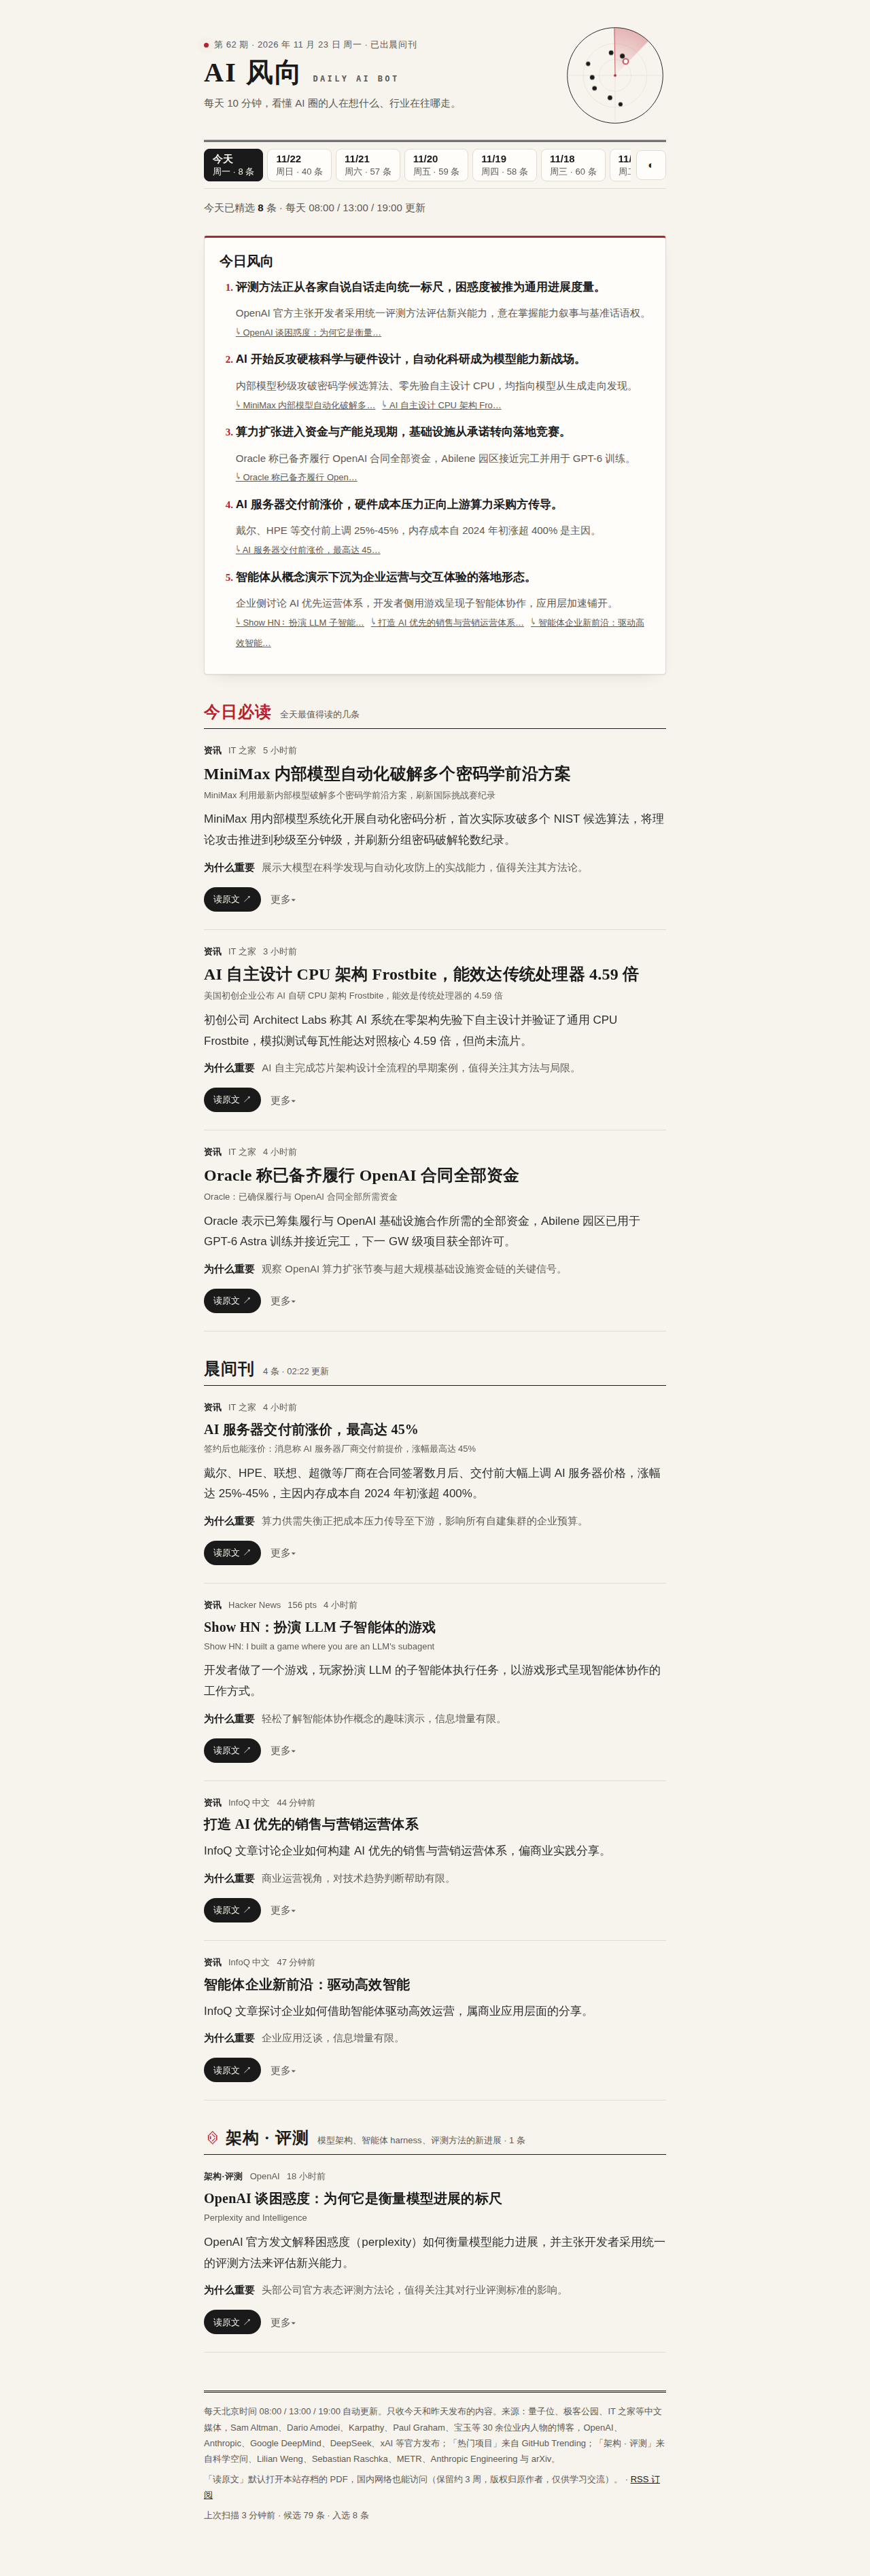 第 62 期 · 2026 年 11 月 23 日 周一 · 已出晨间刊
AI 风向 DAILY AI BOT
每天 10 分钟，看懂 AI 圈的人在想什么、行业在往哪走。
今天
周一 · 8 条
11/22
周日 · 40 条
11/21
周六 · 57 条
11/20
周五 · 59 条
11/19
周四 · 58 条
11/18
周三 · 60 条
今天已精选 8 条 · 每天 08:00 / 13:00 / 19:00 更新
今日风向
1. 评测方法正从各家自说自话走向统一标尺，困惑度被推为通用进展度量。
OpenAI 官方主张开发者采用统一评测方法评估新兴能力，意在掌握能力叙事与基准话语权。
↳ OpenAI 谈困惑度：为何它是衡量…
2. AI 开始反攻硬核科学与硬件设计，自动化科研成为模型能力新战场。
内部模型秒级攻破密码学候选算法、零先验自主设计 CPU，均指向模型从生成走向发现。
↳ MiniMax 内部模型自动化破解多… ↳ AI 自主设计 CPU 架构 Fro…
3. 算力扩张进入资金与产能兑现期，基础设施从承诺转向落地竞赛。
Oracle 称已备齐履行 OpenAI 合同全部资金，Abilene 园区接近完工并用于 GPT-6 训练。
↳ Oracle 称已备齐履行 Open…
4. AI 服务器交付前涨价，硬件成本压力正向上游算力采购方传导。
戴尔、HPE 等交付前上调 25%-45%，内存成本自 2024 年初涨超 400% 是主因。
↳ AI 服务器交付前涨价，最高达 45…
5. 智能体从概念演示下沉为企业运营与交互体验的落地形态。
企业侧讨论 AI 优先运营体系，开发者侧用游戏呈现子智能体协作，应用层加速铺开。
↳ Show HN：扮演 LLM 子智能… ↳ 打造 AI 优先的销售与营销运营体系… ↳ 智能体企业新前沿：驱动高
效智能…
今日必读 全天最值得读的几条
资讯 IT 之家 5 小时前
MiniMax 内部模型自动化破解多个密码学前沿方案
MiniMax 利用最新内部模型破解多个密码学前沿方案，刷新国际挑战赛纪录
MiniMax 用内部模型系统化开展自动化密码分析，首次实际攻破多个 NIST 候选算法，将理
论攻击推进到秒级至分钟级，并刷新分组密码破解轮数纪录。
为什么重要 展示大模型在科学发现与自动化攻防上的实战能力，值得关注其方法论。
读原文 ↗ 更多
资讯 IT 之家 3 小时前
AI 自主设计 CPU 架构 Frostbite，能效达传统处理器 4.59 倍
美国初创企业公布 AI 自研 CPU 架构 Frostbite，能效是传统处理器的 4.59 倍
初创公司 Architect Labs 称其 AI 系统在零架构先验下自主设计并验证了通用 CPU
Frostbite，模拟测试每瓦性能达对照核心 4.59 倍，但尚未流片。
为什么重要 AI 自主完成芯片架构设计全流程的早期案例，值得关注其方法与局限。
读原文 ↗ 更多
资讯 IT 之家 4 小时前
Oracle 称已备齐履行 OpenAI 合同全部资金
Oracle：已确保履行与 OpenAI 合同全部所需资金
Oracle 表示已筹集履行与 OpenAI 基础设施合作所需的全部资金，Abilene 园区已用于
GPT-6 Astra 训练并接近完工，下一 GW 级项目获全部许可。
为什么重要 观察 OpenAI 算力扩张节奏与超大规模基础设施资金链的关键信号。
读原文 ↗ 更多
晨间刊 4 条 · 02:22 更新
资讯 IT 之家 4 小时前
AI 服务器交付前涨价，最高达 45%
签约后也能涨价：消息称 AI 服务器厂商交付前提价，涨幅最高达 45%
戴尔、HPE、联想、超微等厂商在合同签署数月后、交付前大幅上调 AI 服务器价格，涨幅
达 25%-45%，主因内存成本自 2024 年初涨超 400%。
为什么重要 算力供需失衡正把成本压力传导至下游，影响所有自建集群的企业预算。
读原文 ↗ 更多
资讯 Hacker News 156 pts 4 小时前
Show HN：扮演 LLM 子智能体的游戏
Show HN: I built a game where you are an LLM's subagent
开发者做了一个游戏，玩家扮演 LLM 的子智能体执行任务，以游戏形式呈现智能体协作的
工作方式。
为什么重要 轻松了解智能体协作概念的趣味演示，信息增量有限。
读原文 ↗ 更多
资讯 InfoQ 中文 44 分钟前
打造 AI 优先的销售与营销运营体系
InfoQ 文章讨论企业如何构建 AI 优先的销售与营销运营体系，偏商业实践分享。
为什么重要 商业运营视角，对技术趋势判断帮助有限。
读原文 ↗ 更多
资讯 InfoQ 中文 47 分钟前
智能体企业新前沿：驱动高效智能
InfoQ 文章探讨企业如何借助智能体驱动高效运营，属商业应用层面的分享。
为什么重要 企业应用泛谈，信息增量有限。
读原文 ↗ 更多
架构 · 评测 模型架构、智能体 harness、评测方法的新进展 · 1 条
架构·评测 OpenAI 18 小时前
OpenAI 谈困惑度：为何它是衡量模型进展的标尺
Perplexity and Intelligence
OpenAI 官方发文解释困惑度（perplexity）如何衡量模型能力进展，并主张开发者采用统一
的评测方法来评估新兴能力。
为什么重要 头部公司官方表态评测方法论，值得关注其对行业评测标准的影响。
读原文 ↗ 更多
每天北京时间 08:00 / 13:00 / 19:00 自动更新。只收今天和昨天发布的内容。来源：量子位、极客公园、IT 之家等中文
媒体，Sam Altman、Dario Amodei、Karpathy、Paul Graham、宝玉等 30 余位业内人物的博客，OpenAI、
Anthropic、Google DeepMind、DeepSeek、xAI 等官方发布；「热门项目」来自 GitHub Trending；「架构 · 评测」来
自科学空间、Lilian Weng、Sebastian Raschka、METR、Anthropic Engineering 与 arXiv。
「读原文」默认打开本站存档的 PDF，国内网络也能访问（保留约 3 周，版权归原作者，仅供学习交流）。 · RSS 订
阅
上次扫描 3 分钟前 · 候选 79 条 · 入选 8 条